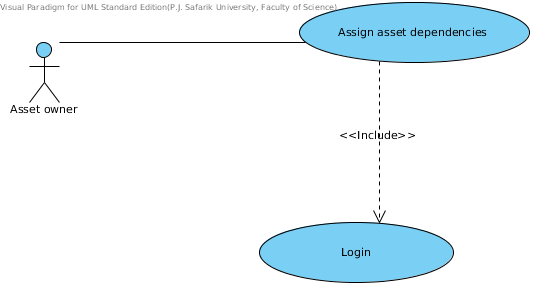 Visual Paradigm for UML Standard Edition(P.J. Safarik University, Faculty of Science)
Assign asset dependencies
Asset owner
<<Include>>
Login